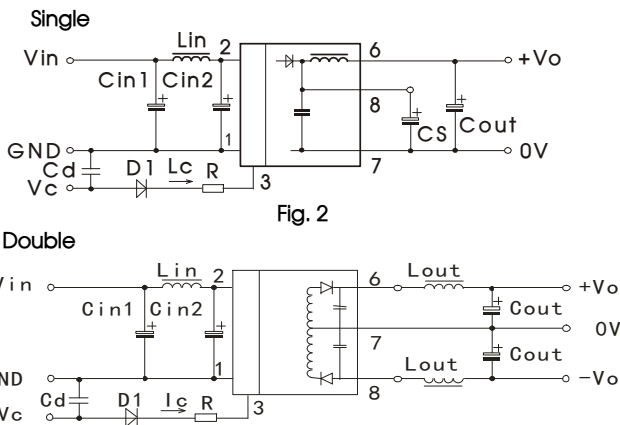 Single
Lin
Vin 2 6 +Vo
Cin1 Cin2
8
CS Cout
GND 1 7 0V
Cd D1 Lc R
Vc 3
Fig. 2
Double
Vin Lin 2 6 Lout +Vo
Cin1 Cin2 Cout
7 0V
Lout Cout
ND 1 8 -Vo
Cd D1 Ic R
Vc 3